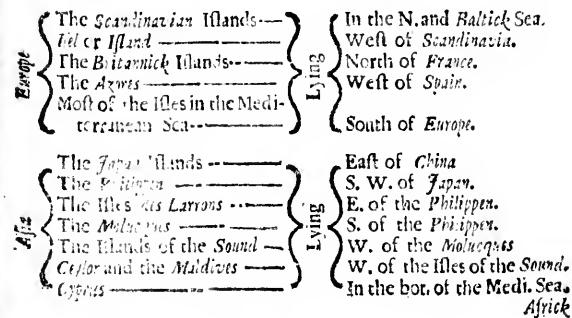 Europe
The Scandinavian Iſlands-- — Lying In the N. and Baltick Sea.
or Iſland — Weſt of Scandinavia.
The Britannick Iſlands-- — North of France.
The Azores — Weſt of Spain.
Moſt of the Iſles in the Medi-
terranean Sea-- — South of Europe.
Aſia
The Japan Iſlands -- — Lying Eaſt of China
The Philippen — S. W. of Japan.
The Iſles des Larrons -- — E. of the Philippen.
The Molucques — S. of the Philippen.
The Iſlands of the Sound — W. of the Molucques
Ceylon and the Maldives — W. of the Iſles of the Sound.
Cyprus — In the bot. of the Medi. Sea.
Africk